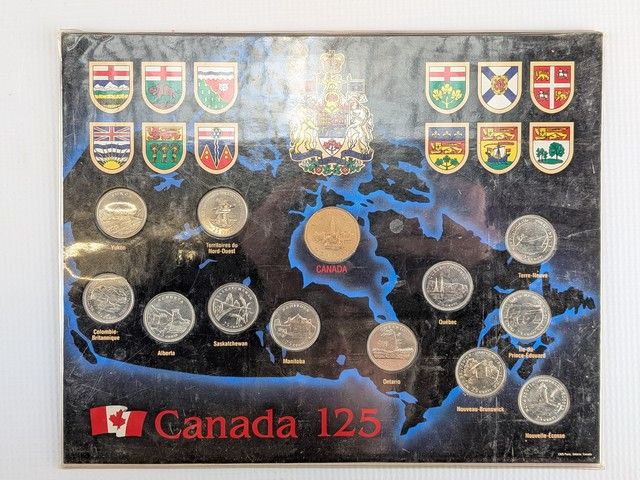 Yukon
Territoires du
Nord-Ouest
CANADA
Terre-Neuve
Colombie-
Britannique
Alberta
Saskatchewan
Manitoba
Ontario
Québec
Île-du
Prince-Édouard
Nouveau-Brunswick
Nouvelle-Écosse
Canada 125